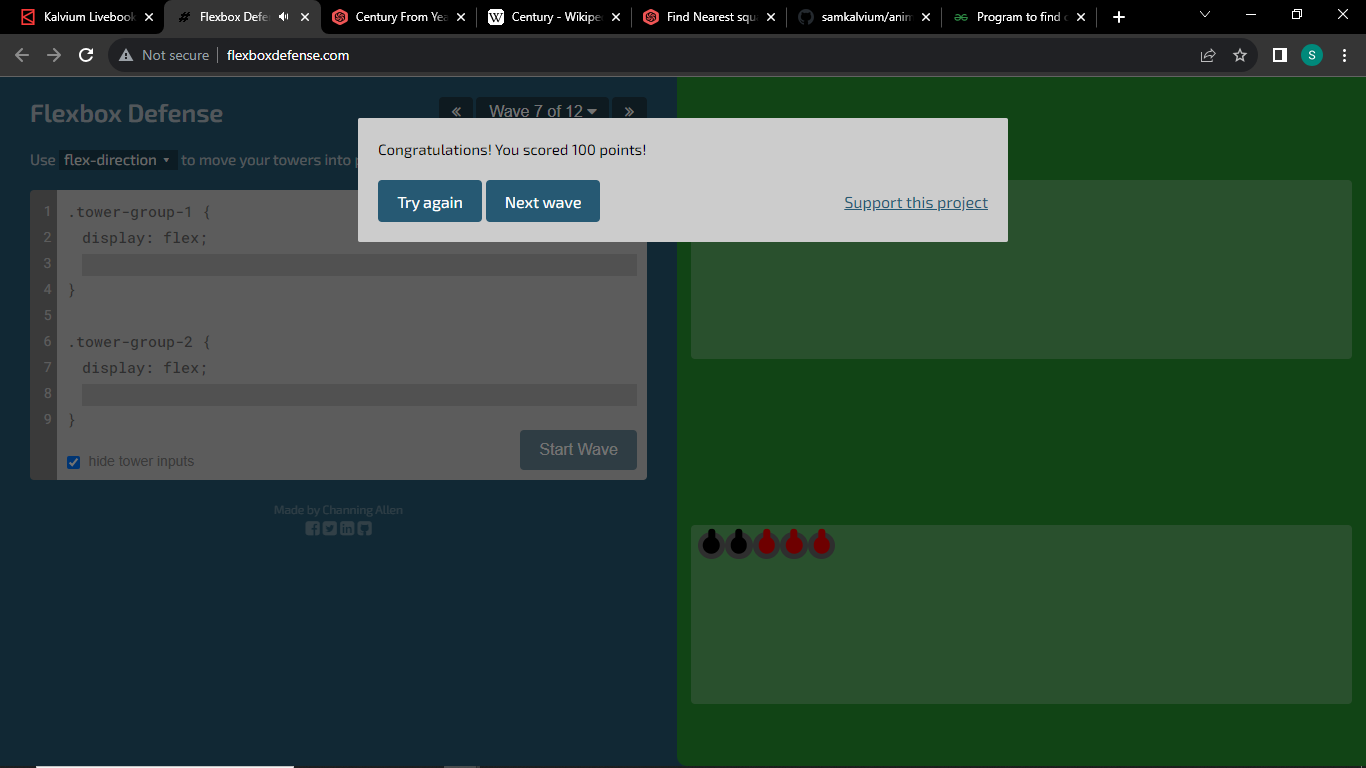 Kalvium Livebook
Flexbox Defe
Century From Yea
Century - Wikipe
Find Nearest squ
samkalvium/anim
Program to find c
Not secure
flexboxdefense.com
S
Flexbox Defense
« Wave 7 of 12 »
Congratulations! You scored 100 points!
Use flex-direction to move your towers into
Try again
Next wave
Support this project
1 .tower-group-1 {
2 display: flex;
3
4 }
5
6 .tower-group-2 {
7 display: flex;
8
9 }
Start Wave
hide tower inputs
Made by Channing Allen